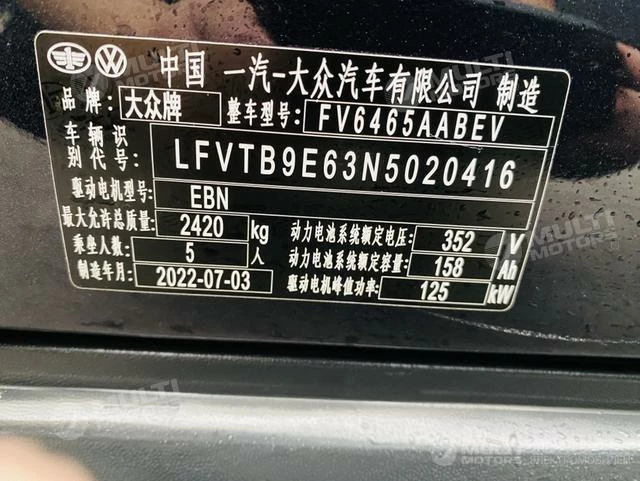 中国 一汽-大众汽车有限公司 制造
品牌: 大众牌 整车型号: FV6465AABEV
车辆识别代号: LFVTB9E63N5020416
驱动电机型号: EBN
最大允许总质量: 2420 kg 动力电池系统额定电压: 352 V
乘坐人数: 5 人 动力电池系统额定容量: 158 Ah
制造年月: 2022-07-03 驱动电机峰值功率: 125 kW
MULTI MOTORS